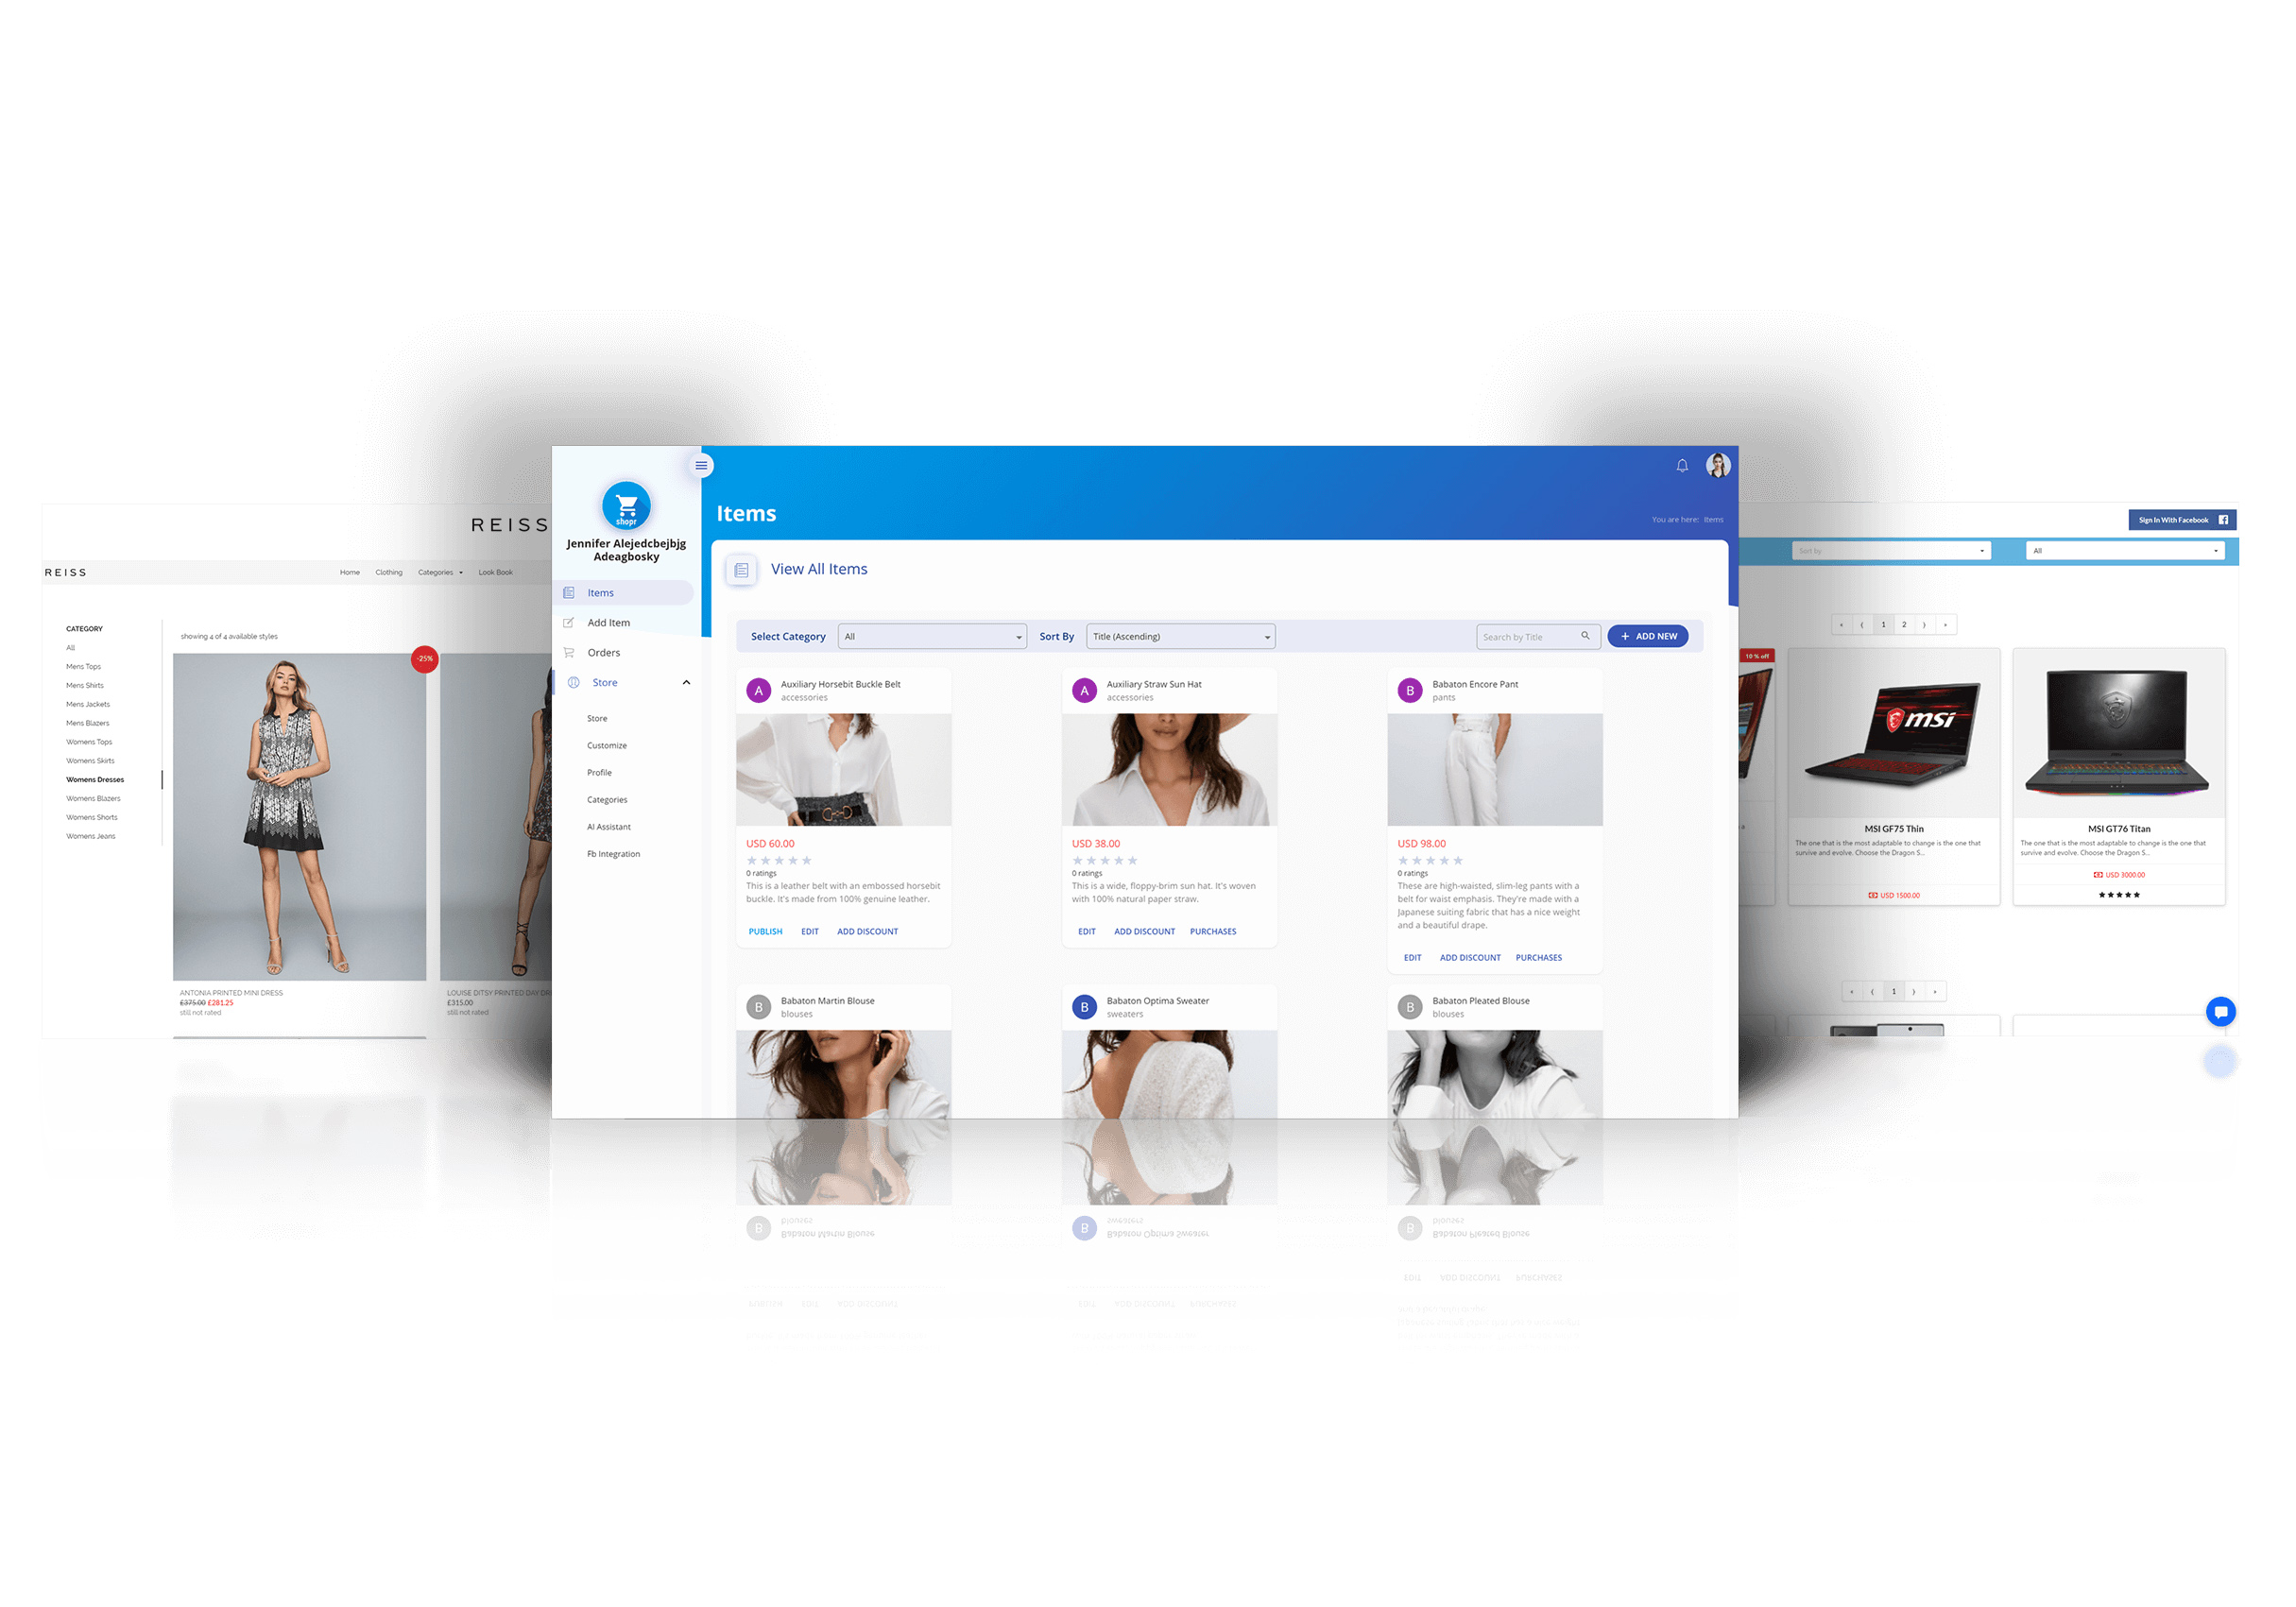 REISS
REISS
Home Clothing Categories Look Book
CATEGORY
All
Mens Tops
Mens Shirts
Mens Jackets
Mens Blazers
Womens Tops
Womens Skirts
Womens Dresses
Womens Blazers
Womens Shorts
Womens Jeans
showing 4 of 4 available styles
-25%
ANTONIA PRINTED MINI DRESS
£375.00 £281.25
still not rated
LOUISE DITSY PRINTED DAY
£315.00
still not rated
shopr
Jennifer Alejedcbejbjg
Adeagbosky
Items
Add Item
Orders
Store
Store
Customize
Profile
Categories
AI Assistant
Fb Integration
Items
You are here: Items
View All Items
Select Category All Sort By Title (Ascending) Search by Title + ADD NEW
A
Auxiliary Horsebit Buckle Belt
accessories
USD 60.00
0 ratings
This is a leather belt with an embossed horsebit
buckle. It's made from 100% genuine leather.
PUBLISH EDIT ADD DISCOUNT
A
Auxiliary Straw Sun Hat
accessories
USD 38.00
0 ratings
This is a wide, floppy-brim sun hat. It's woven
with 100% natural paper straw.
EDIT ADD DISCOUNT PURCHASES
B
Babaton Encore Pant
pants
USD 98.00
0 ratings
These are high-waisted, slim-leg pants with a
belt for waist emphasis. They're made with a
Japanese suiting fabric that has a nice weight
and a beautiful drape.
EDIT ADD DISCOUNT PURCHASES
B
Babaton Martin Blouse
blouses
B
Babaton Optima Sweater
sweaters
B
Babaton Pleated Blouse
blouses
Sign In With Facebook
Sort by All
« ⟨ 1 2 ⟩ »
10 % off
msi
MSI GF75 Thin
The one that is the most adaptable to change is the one that
survive and evolve. Choose the Dragon S...
USD 1500.00
MSI GT76 Titan
The one that is the most adaptable to change is the one that
survive and evolve. Choose the Dragon S...
USD 3000.00
« ⟨ 1 ⟩ »